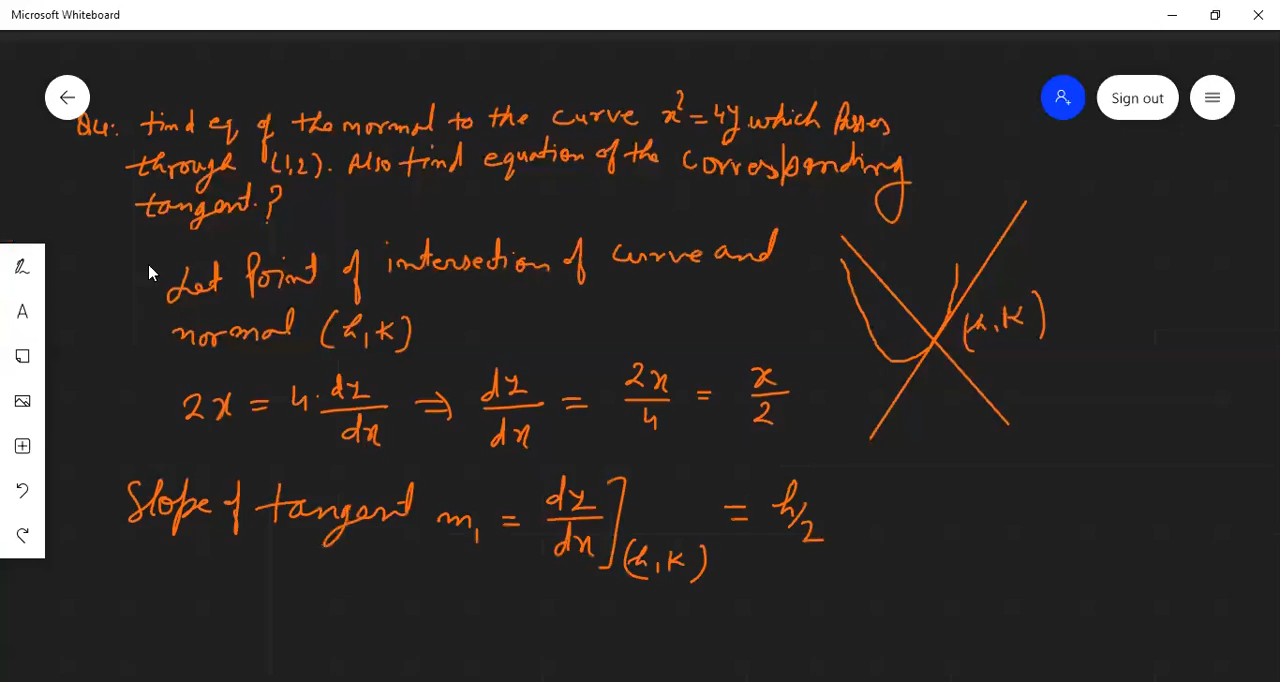 Microsoft Whiteboard
Sign out
Q4. find eq. of the normal to the curve x² = 4y which passes
through (1,2). Also find equation of the corresponding
tangent.?
Let point of intersection of curve and
normal (h, k)
(h, k)
2x = 4. dy/dx ⇒ dy/dx = 2x/4 = x/2
Slope of tangent m₁ = dy/dx](h, k) = h/2
A